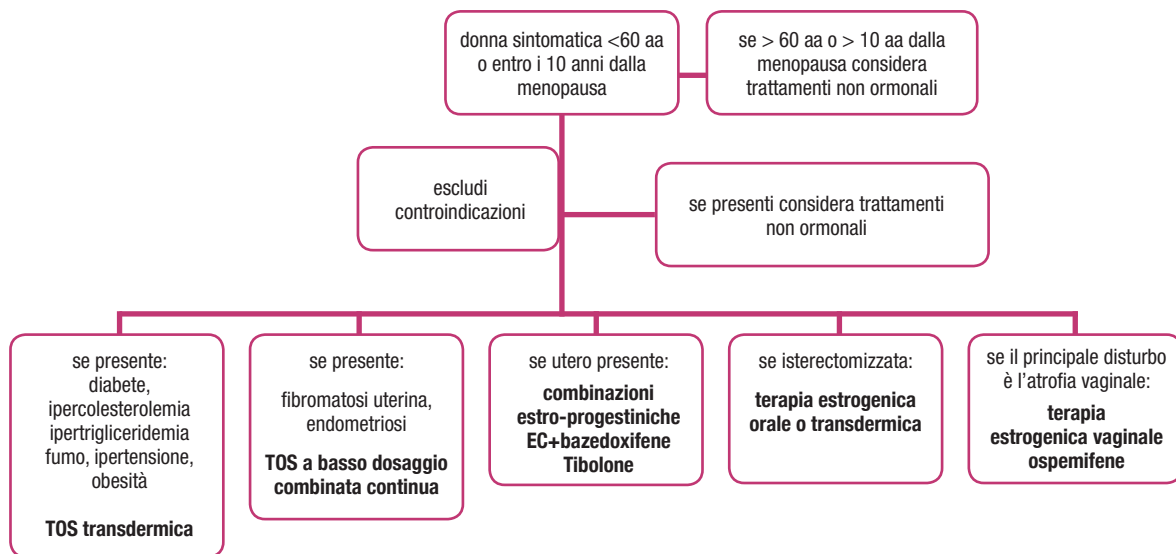 donna sintomatica <60 aa
o entro i 10 anni dalla
menopausa
se > 60 aa o > 10 aa dalla
menopausa considera
trattamenti non ormonali
escludi
controindicazioni
se presenti considera trattamenti
non ormonali
se presente:
diabete,
ipercolesterolemia
ipertrigliceridemia
fumo, ipertensione,
obesità
TOS transdermica
se presente:
fibromatosi uterina,
endometriosi
TOS a basso dosaggio
combinata continua
se utero presente:
combinazioni
estro-progestiniche
EC+bazedoxifene
Tibolone
se isterectomizzata:
terapia estrogenica
orale o transdermica
se il principale disturbo
è l'atrofia vaginale:
terapia
estrogenica vaginale
ospemifene